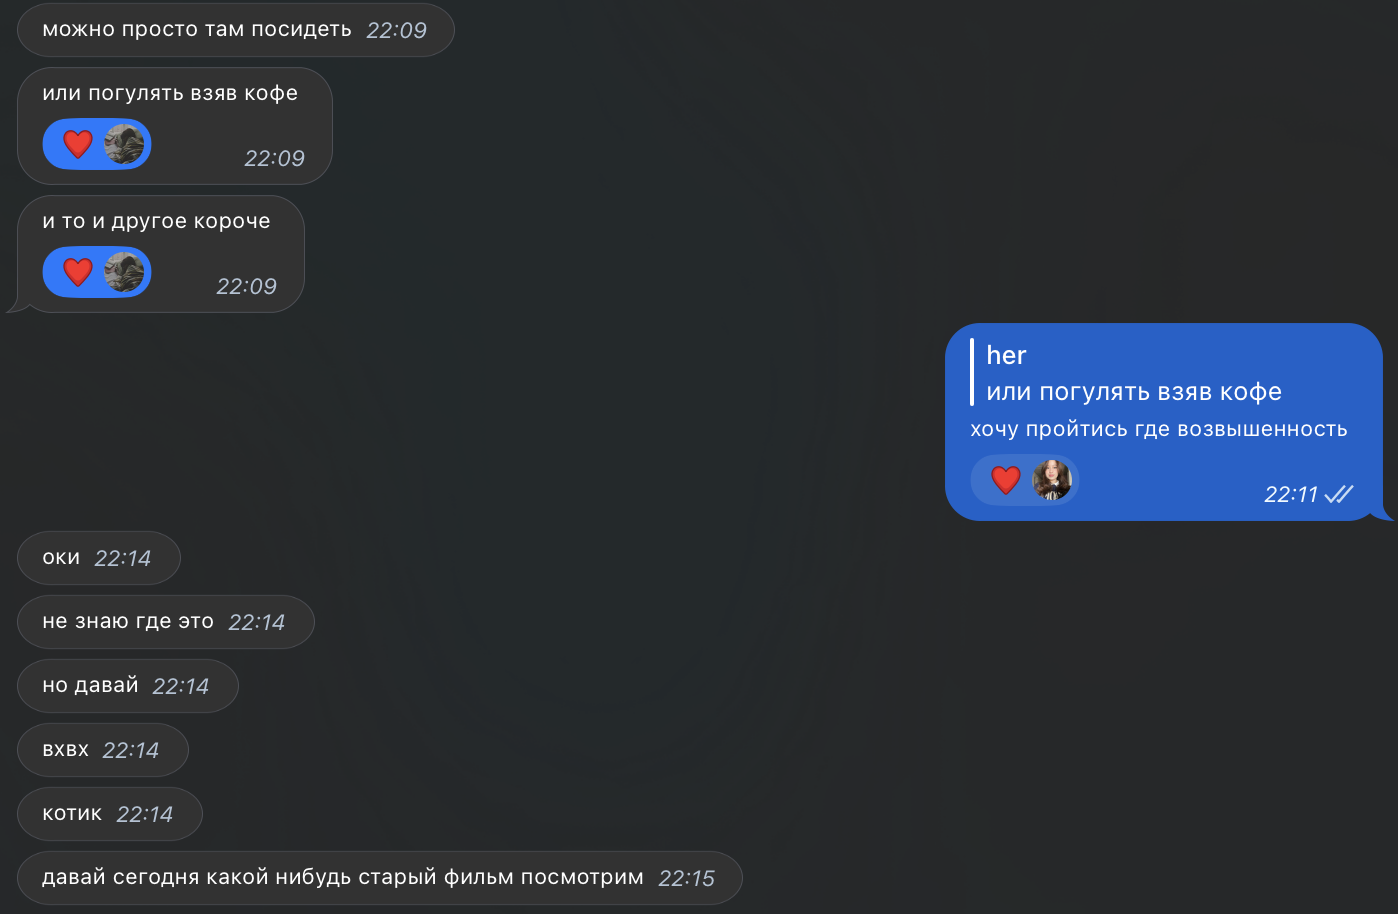 можно просто там посидеть 22:09
или погулять взяв кофе
22:09
и то и другое короче
22:09
her
или погулять взяв кофе
хочу пройтись где возвышенность
22:11
оки 22:14
не знаю где это 22:14
но давай 22:14
вхвх 22:14
котик 22:14
давай сегодня какой нибудь старый фильм посмотрим 22:15